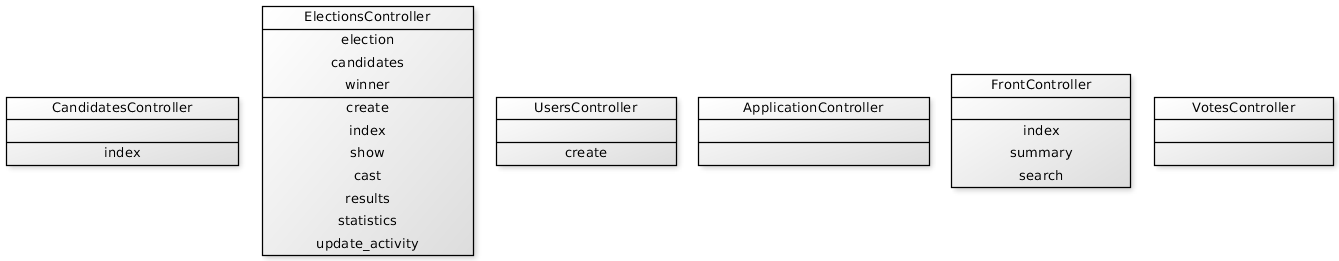 CandidatesController
index
ElectionsController
election
candidates
winner
create
index
show
cast
results
statistics
update_activity
UsersController
create
ApplicationController
FrontController
index
summary
search
VotesController